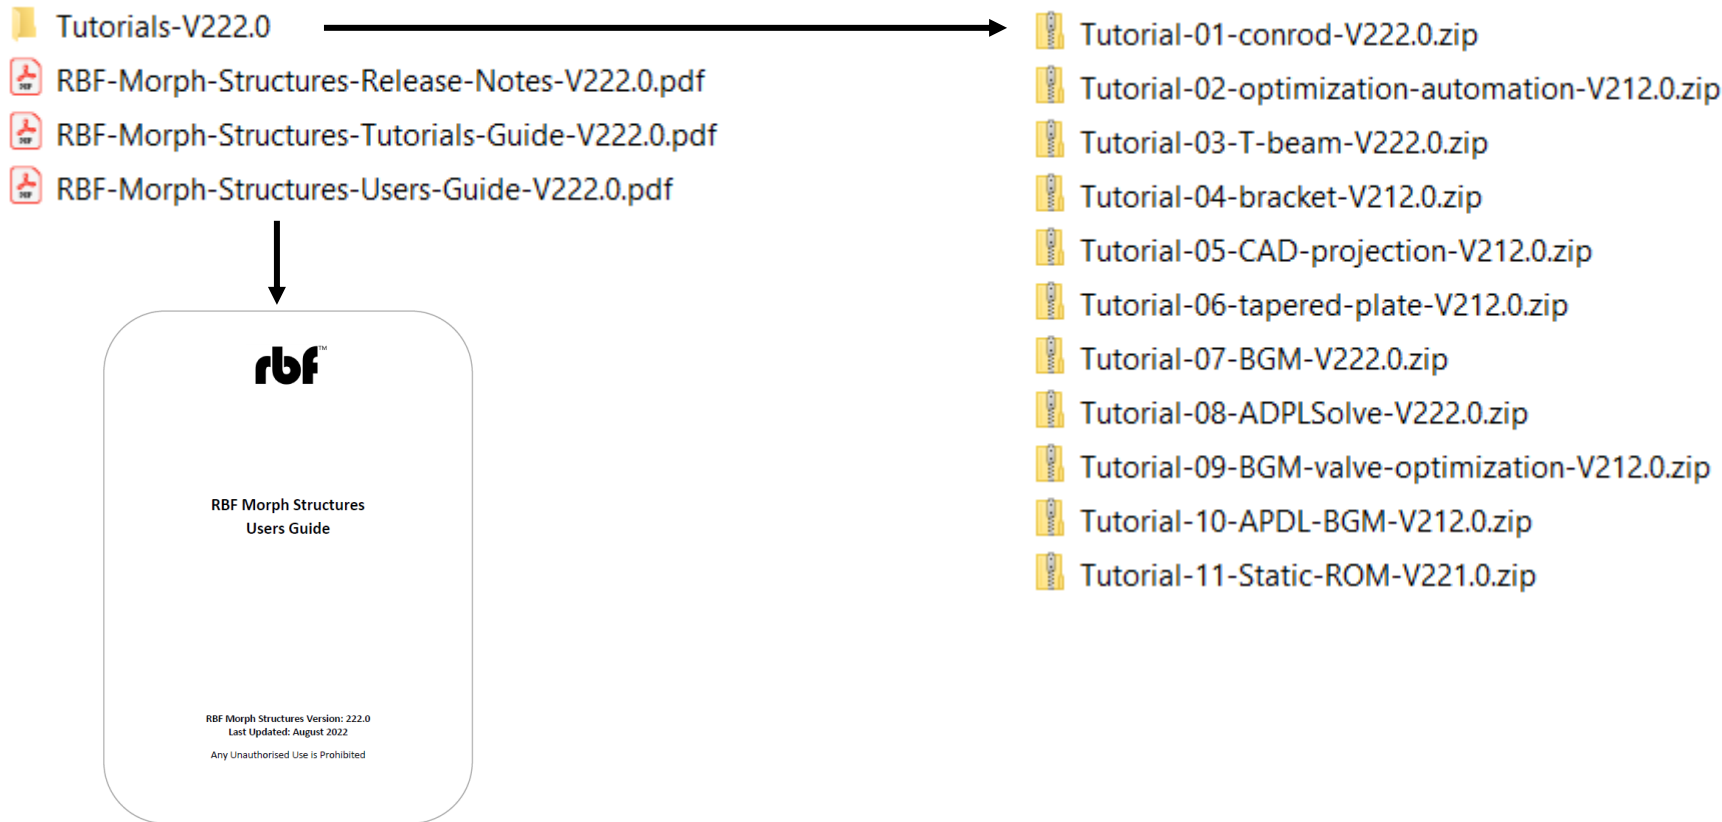 Tutorials-V222.0
RBF-Morph-Structures-Release-Notes-V222.0.pdf
RBF-Morph-Structures-Tutorials-Guide-V222.0.pdf
RBF-Morph-Structures-Users-Guide-V222.0.pdf
rbf™
RBF Morph Structures
Users Guide
RBF Morph Structures Version: 222.0
Last Updated: August 2022
Any Unauthorised Use is Prohibited
Tutorial-01-conrod-V222.0.zip
Tutorial-02-optimization-automation-V212.0.zip
Tutorial-03-T-beam-V222.0.zip
Tutorial-04-bracket-V212.0.zip
Tutorial-05-CAD-projection-V212.0.zip
Tutorial-06-tapered-plate-V212.0.zip
Tutorial-07-BGM-V222.0.zip
Tutorial-08-ADPLSolve-V222.0.zip
Tutorial-09-BGM-valve-optimization-V212.0.zip
Tutorial-10-APDL-BGM-V212.0.zip
Tutorial-11-Static-ROM-V221.0.zip